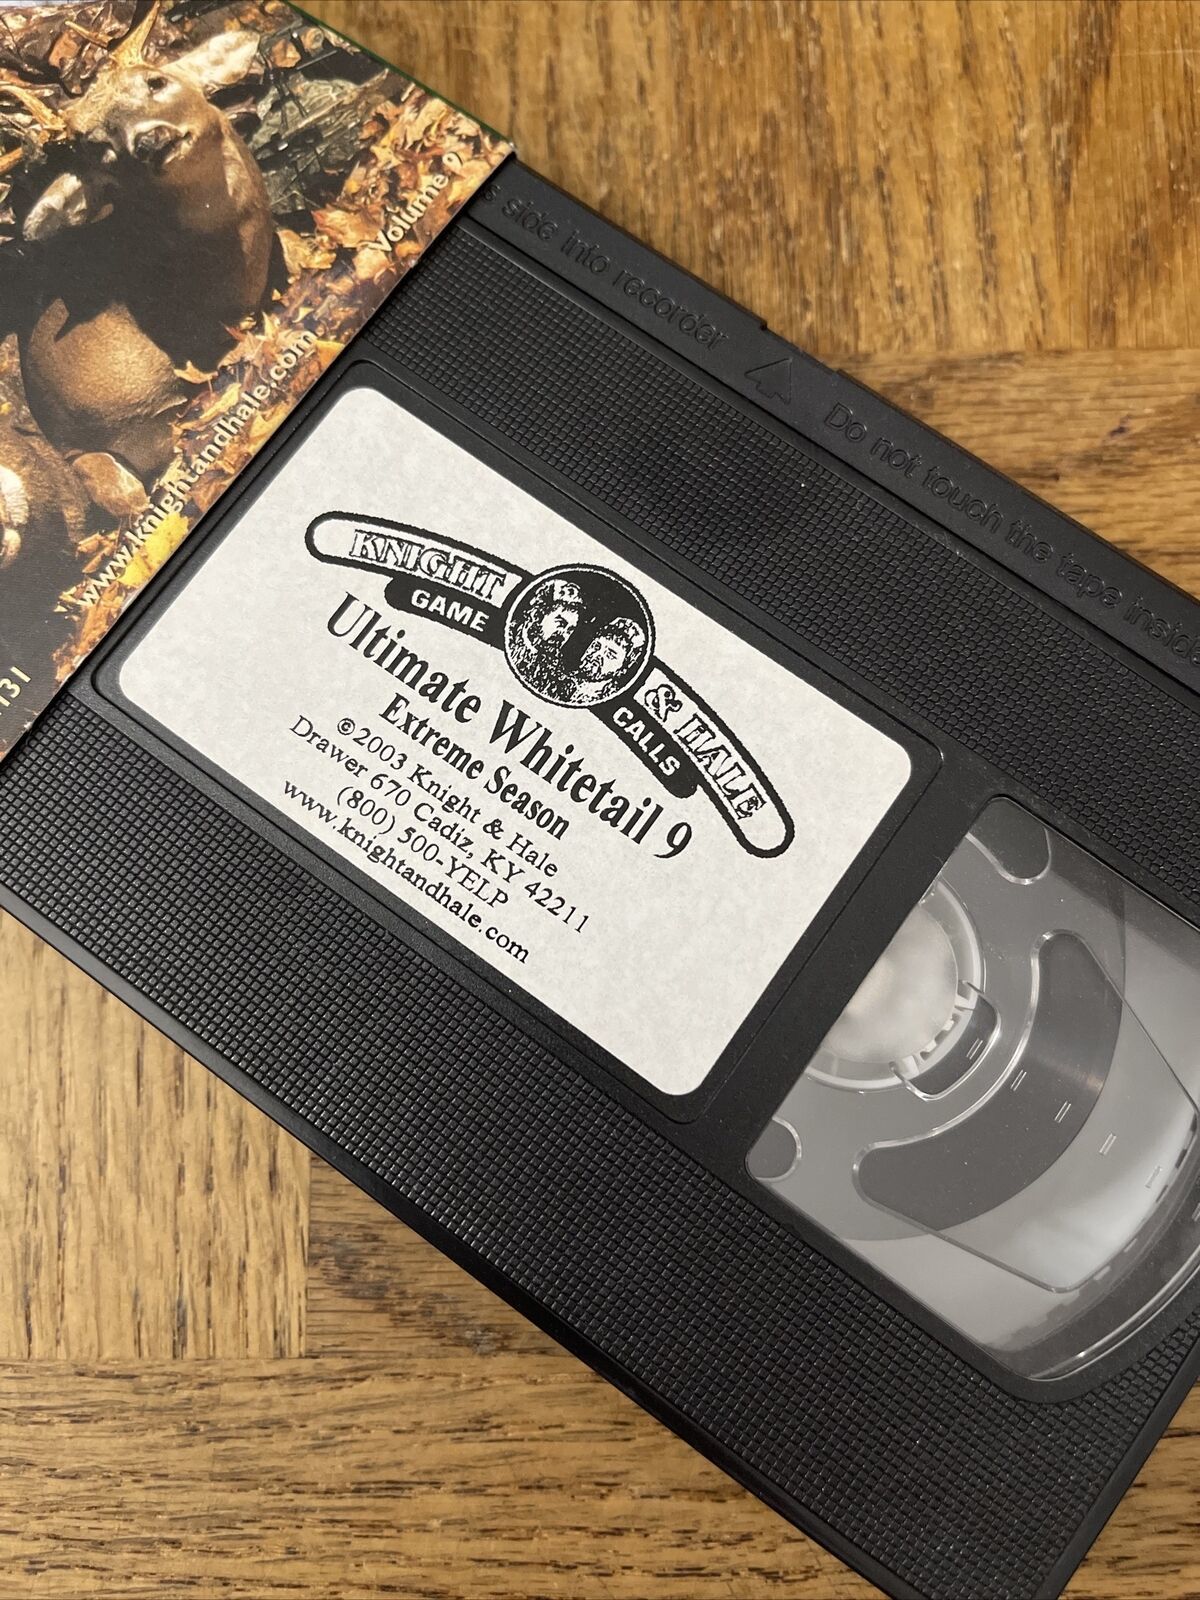 Volume 9
www.knightandhale.com
131
side into recorder
Do not touch the tape inside
KNIGHT & HALE
GAME CALLS
Ultimate Whitetail 9
Extreme Season
©2003 Knight & Hale
Drawer 670 Cadiz, KY 42211
(800) 500-YELP
www.knightandhale.com